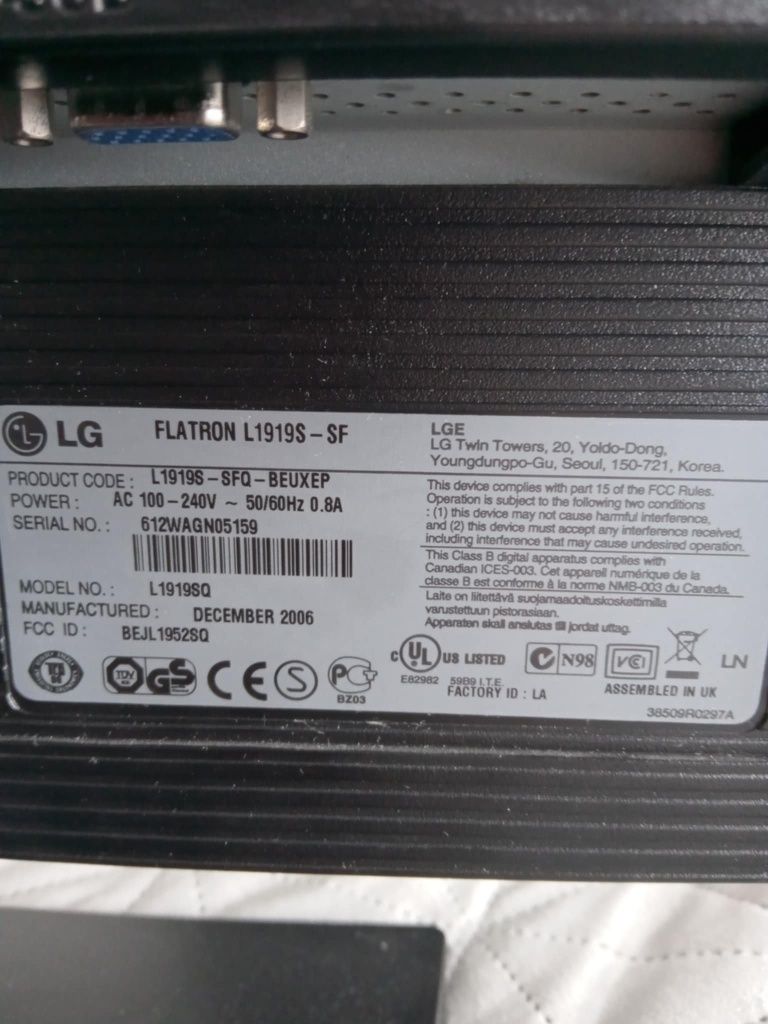 LG
FLATRON L1919S-SF
LGE
LG Twin Towers, 20, Yoido-Dong,
Youngdungpo-Gu, Seoul, 150-721, Korea.
PRODUCT CODE : L1919S-SFQ-BEUXEP
POWER : AC 100-240V ~ 50/60Hz 0.8A
SERIAL NO. : 612WAGN05159
MODEL NO. : L1919SQ
MANUFACTURED : DECEMBER 2006
FCC ID : BEJL1952SQ
This device complies with part 15 of the FCC Rules.
Operation is subject to the following two conditions
: (1) this device may not cause harmful interference,
and (2) this device must accept any interference received,
including interference that may cause undesired operation.
This Class B digital apparatus complies with
Canadian ICES-003. Cet appareil numérique de la
classe B est conforme à la norme NMB-003 du Canada.
Laite on liitettävä suojamaadoituskoskettimilla
varustettuun pistorasiaan.
Apparaten skall anslutas till jordat uttag.
TÜV GS CE S PG
BZ03
C UL US LISTED
E82982 59B9 I.T.E.
FACTORY ID : LA
N98
VCI
LN
ASSEMBLED IN UK
38509R0297A